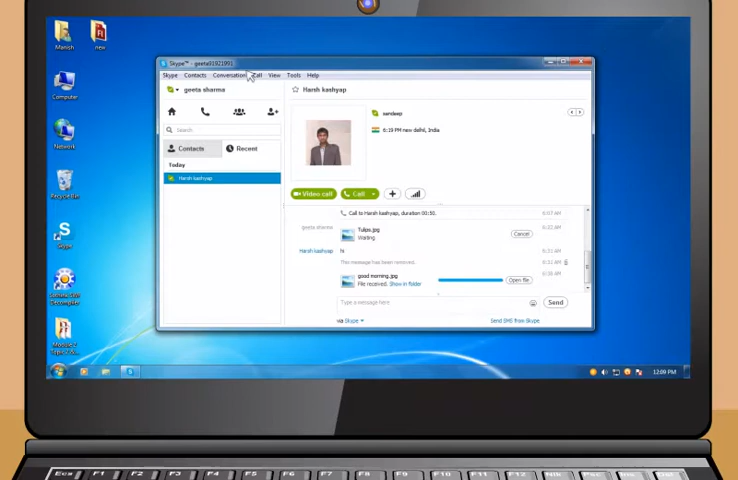 Manish
new
Computer
Network
Recycle Bin
Skype
Skype™ - geeta01921991
Skype Contacts Conversation Call View Tools Help
geeta sharma
Search
Contacts
Recent
Today
Harsh kashyap
Harsh kashyap
sandeep
6:19 PM new delhi, India
Video call
Call
Call to Harsh kashyap, duration 00:50.
geeta sharma
Tulips.jpg
Waiting
Cancel
Harsh kashyap
hi
This message has been removed.
good morning.jpg
File received. Show in folder
Open file
Type a message here
Send
via Skype
Send SMS from Skype
12:09 PM
F1 F2 F3 F4 F5 F6 F7 F8 F9 F10 F11 F12